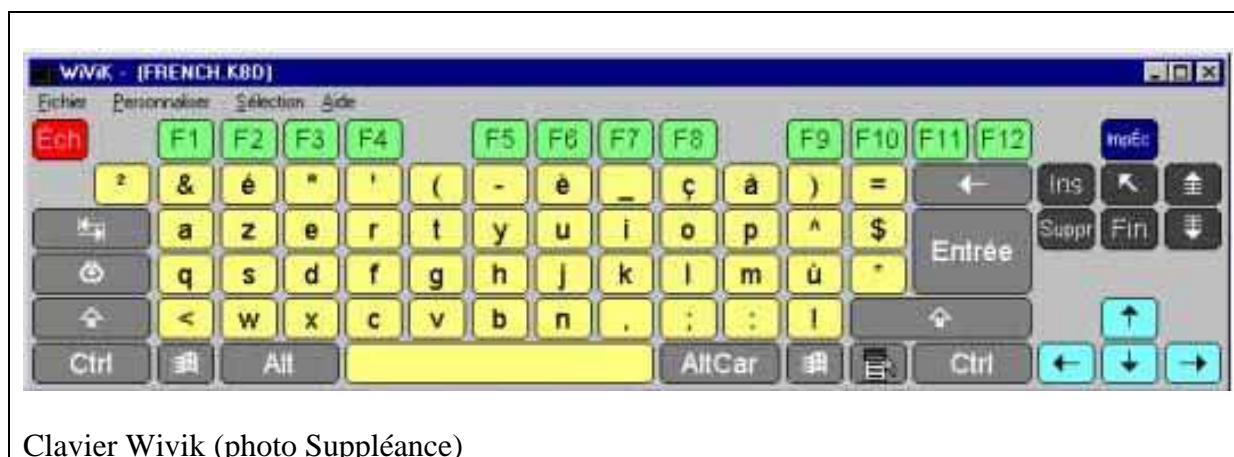 WiViK - [FRENCH.KBD]
Fichier Personnaliser Sélection Aide
Ech F1 F2 F3 F4 F5 F6 F7 F8 F9 F10 F11 F12 ImpÉc
² & é " ' ( - è _ ç à ) = ← Ins ↖ ⇞
↹ a z e r t y u i o p ^ $ Entrée Suppr Fin ⇟
q s d f g h j k l m ù *
< w x c v b n , ; : ! ↑
Ctrl Alt AltCar Ctrl ← ↓ →
Clavier Wivik (photo Suppléance)